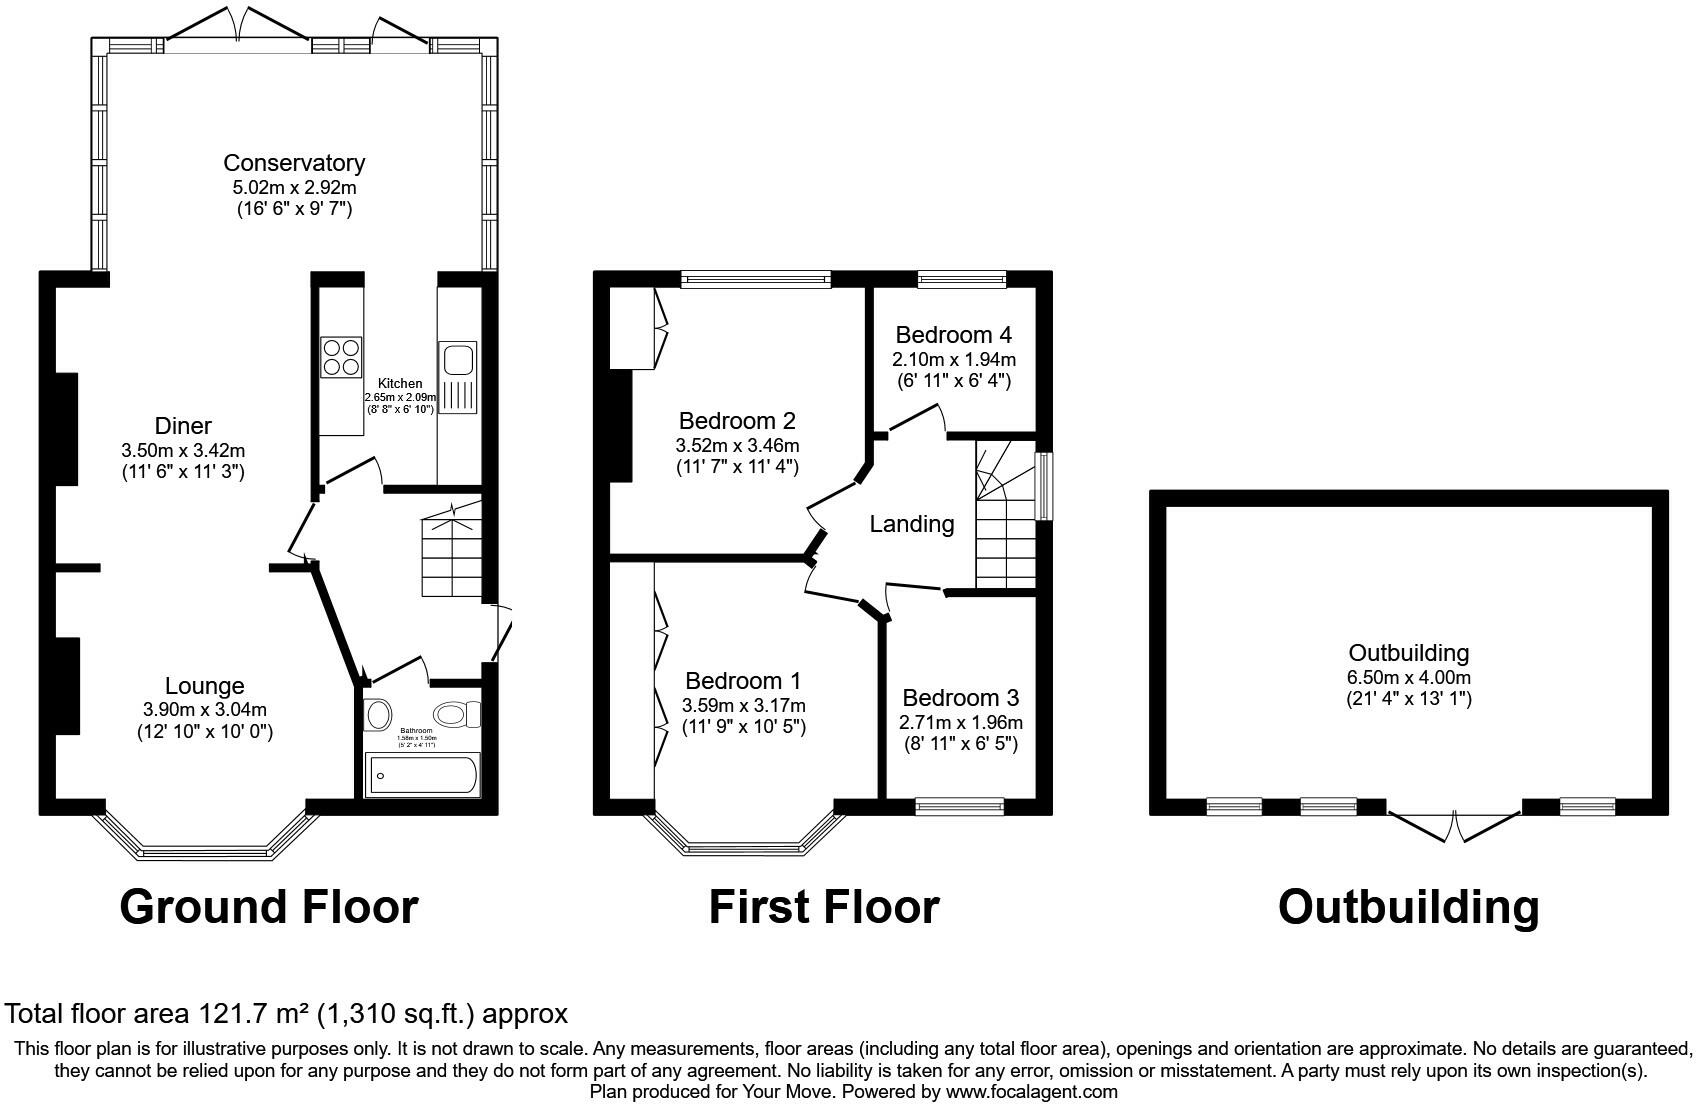 Conservatory
5.02m x 2.92m
(16' 6" x 9' 7")
Diner
3.50m x 3.42m
(11' 6" x 11' 3")
Kitchen
2.65m x 2.09m
(8' 8" x 6' 10")
Lounge
3.90m x 3.04m
(12' 10" x 10' 0")
Bathroom
1.58m x 1.50m
(5' 2" x 4' 11")
Ground Floor
Bedroom 4
2.10m x 1.94m
(6' 11" x 6' 4")
Bedroom 2
3.52m x 3.46m
(11' 7" x 11' 4")
Landing
Bedroom 1
3.59m x 3.17m
(11' 9" x 10' 5")
Bedroom 3
2.71m x 1.96m
(8' 11" x 6' 5")
First Floor
Outbuilding
6.50m x 4.00m
(21' 4" x 13' 1")
Outbuilding
Total floor area 121.7 m² (1,310 sq.ft.) approx
This floor plan is for illustrative purposes only. It is not drawn to scale. Any measurements, floor areas (including any total floor area), openings and orientation are approximate. No details are guaranteed,
they cannot be relied upon for any purpose and they do not form part of any agreement. No liability is taken for any error, omission or misstatement. A party must rely upon its own inspection(s).
Plan produced for Your Move. Powered by www.focalagent.com